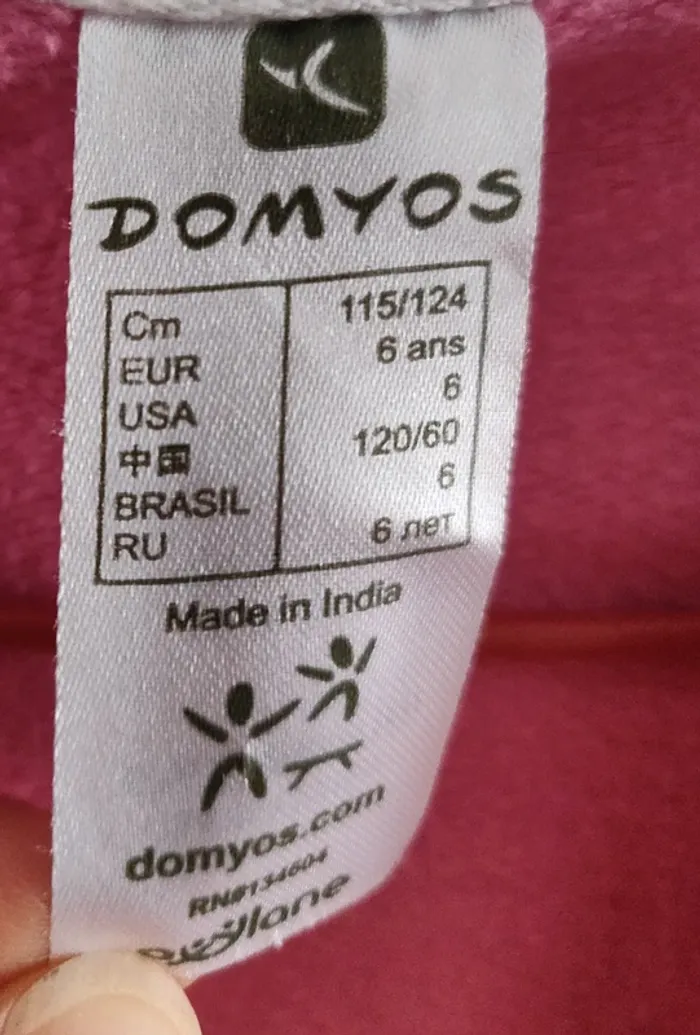 DOMYOS
Cm 115/124
EUR 6 ans
USA 6
中国 120/60
BRASIL 6
RU 6 лет
Made in India
domyos.com
RN#134604